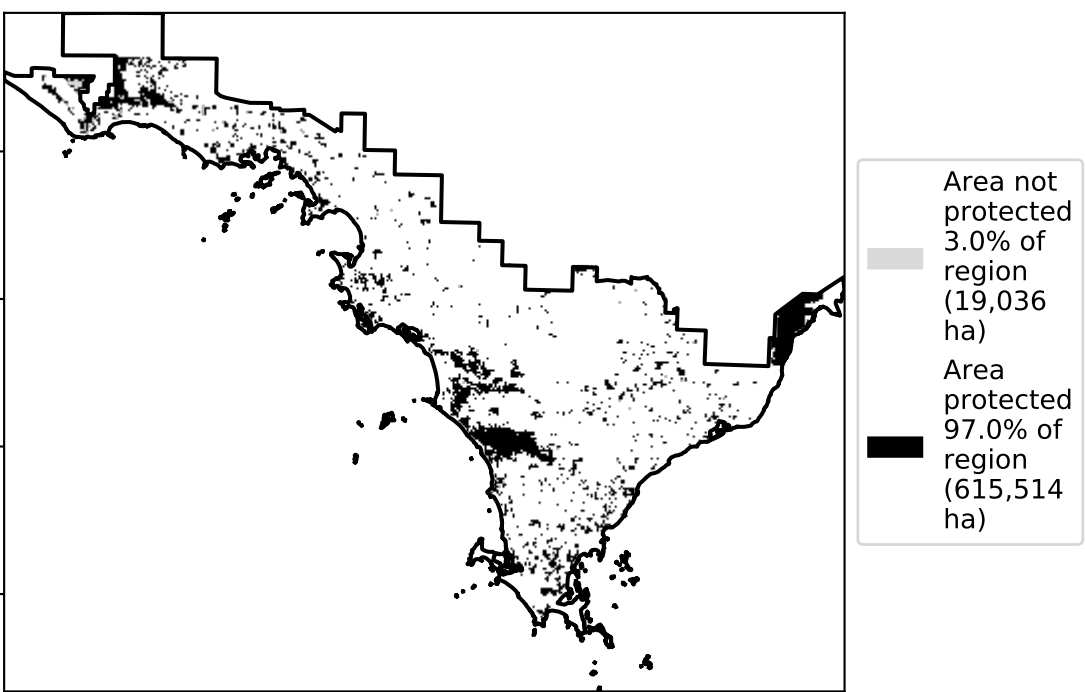 Area not
protected
3.0% of
region
(19,036
ha)
Area
protected
97.0% of
region
(615,514
ha)